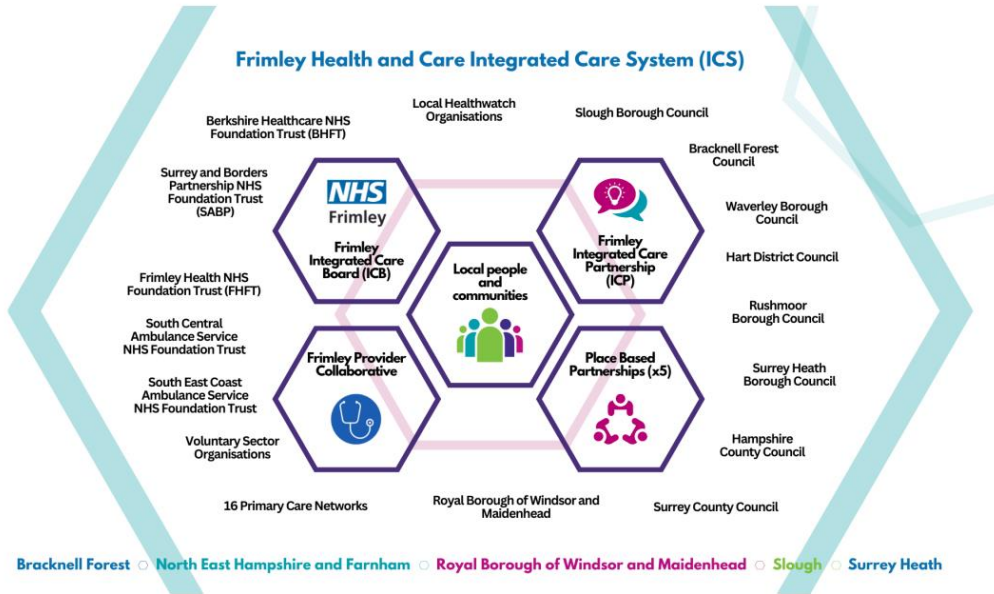 Frimley Health and Care Integrated Care System (ICS)
Local Healthwatch
Organisations
Berkshire Healthcare NHS
Foundation Trust (BHFT)
Slough Borough Council
Bracknell Forest
Council
Surrey and Borders
Partnership NHS
Foundation Trust
(SABP)
NHS
Frimley
Frimley
Integrated Care
Board (ICB)
Frimley
Integrated Care
Partnership
(ICP)
Waverley Borough
Council
Hart District Council
Local people
and
communities
Frimley Health NHS
Foundation Trust (FHFT)
Rushmoor
Borough Council
South Central
Ambulance Service
NHS Foundation Trust
Frimley Provider
Collaborative
Place Based
Partnerships (x5)
Surrey Heath
Borough Council
South East Coast
Ambulance Service
NHS Foundation Trust
Voluntary Sector
Organisations
Hampshire
County Council
16 Primary Care Networks
Royal Borough of Windsor and
Maidenhead
Surrey County Council
Bracknell Forest ○ North East Hampshire and Farnham ○ Royal Borough of Windsor and Maidenhead ○ Slough ○ Surrey Heath